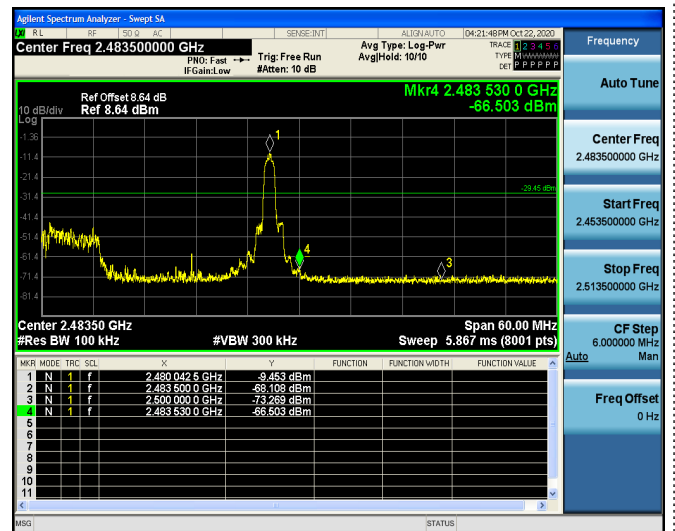 Agilent Spectrum Analyzer - Swept SA
RL RF 50 Ω AC SENSE:INT ALIGN AUTO 04:21:48 PM Oct 22, 2020
Center Freq 2.483500000 GHz
PNO: Fast
IFGain:Low
Trig: Free Run
#Atten: 10 dB
Avg Type: Log-Pwr
Avg|Hold: 10/10
TRACE 1 2 3 4 5 6
TYPE M
DET P P P P P P
Ref Offset 8.64 dB
10 dB/div Ref 8.64 dBm
Log
Mkr4 2.483 530 0 GHz
-66.503 dBm
-1.36
-11.4
-21.4
-31.4
-41.4
-51.4
-61.4
-71.4
-81.4
1
-29.45 dBm
4
3
Center 2.48350 GHz Span 60.00 MHz
#Res BW 100 kHz #VBW 300 kHz Sweep 5.867 ms (8001 pts)
MKR MODE TRC SCL X Y FUNCTION FUNCTION WIDTH FUNCTION VALUE
1 N 1 f 2.480 042 5 GHz -9.453 dBm
2 N 1 f 2.483 500 0 GHz -68.108 dBm
3 N 1 f 2.500 000 0 GHz -73.269 dBm
4 N 1 f 2.483 530 0 GHz -66.503 dBm
5
6
7
8
9
10
11
MSG STATUS
Frequency
Auto Tune
Center Freq
2.483500000 GHz
Start Freq
2.453500000 GHz
Stop Freq
2.513500000 GHz
CF Step
6.000000 MHz
Auto Man
Freq Offset
0 Hz